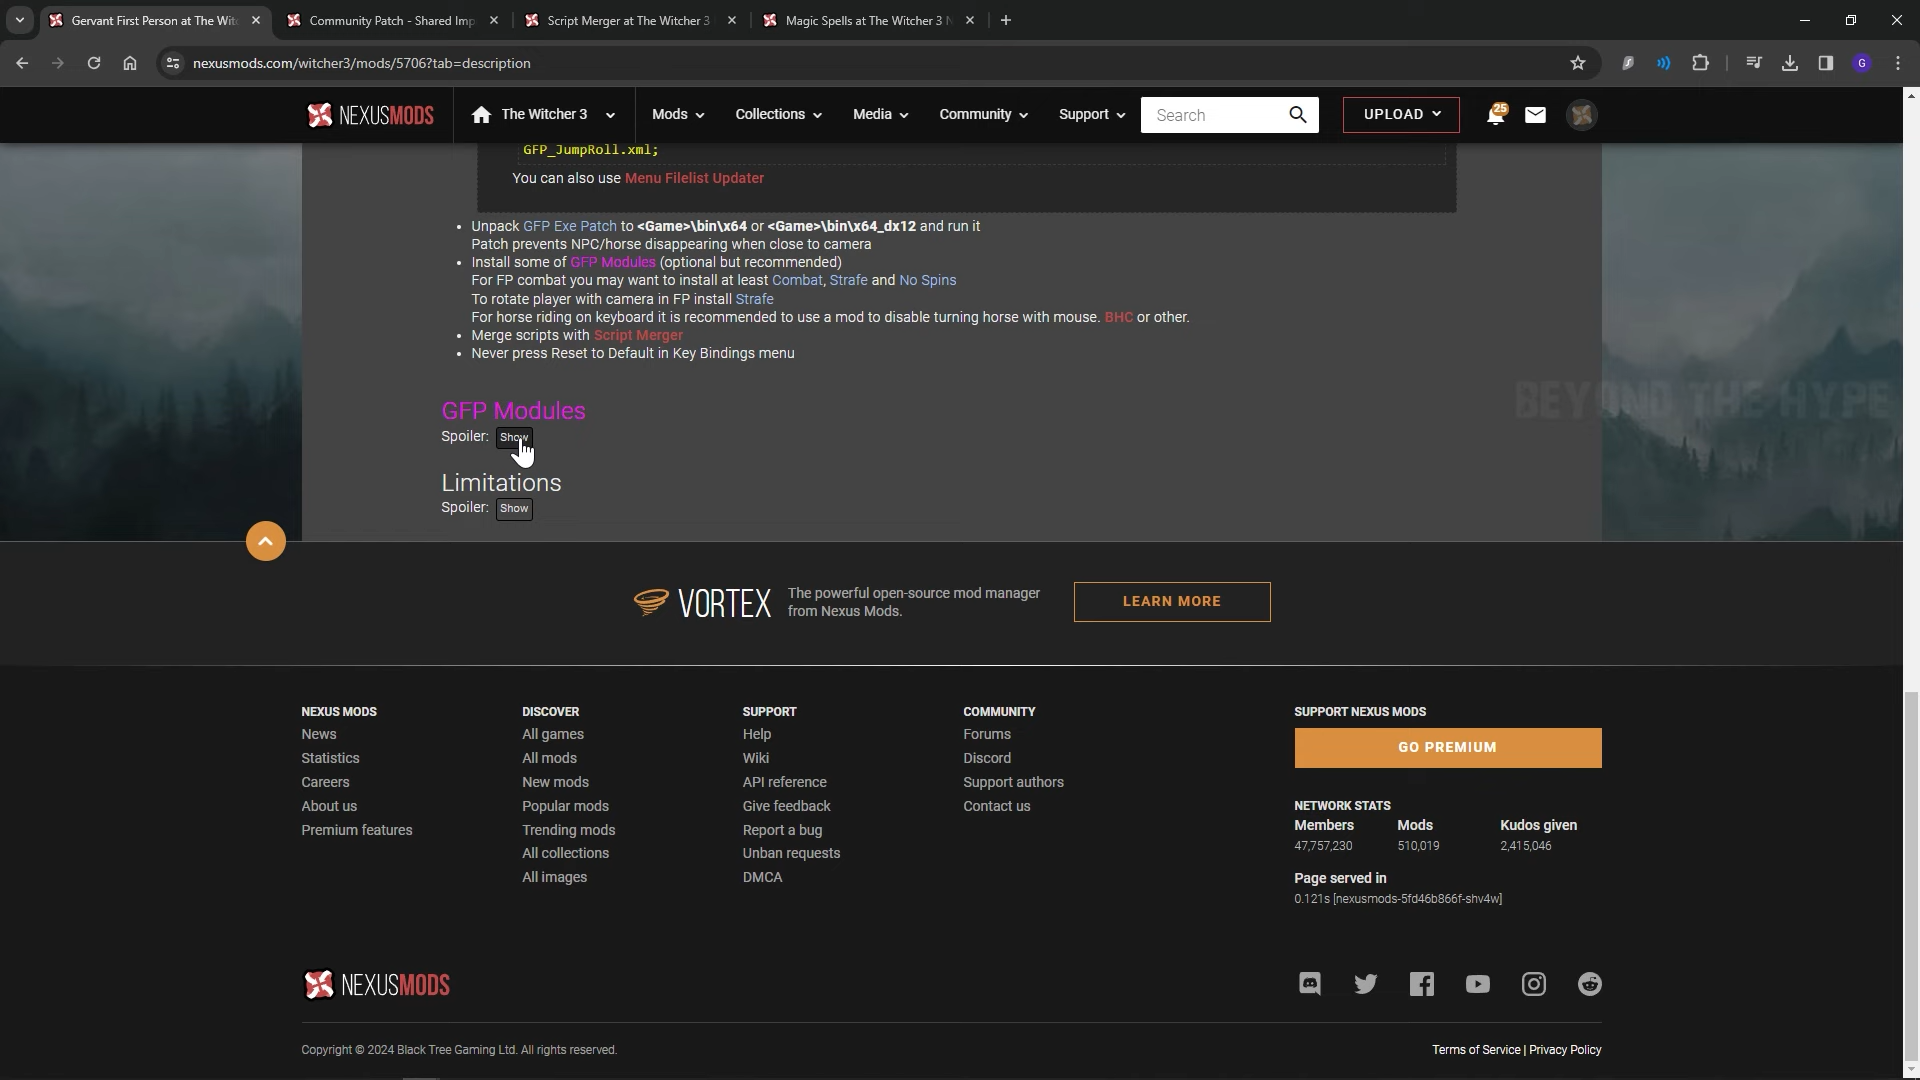 Gervant First Person at The Wit
Community Patch - Shared Imp
Script Merger at The Witcher 3
Magic Spells at The Witcher 3 N
nexusmods.com/witcher3/mods/5706?tab=description
G
NEXUSMODS
The Witcher 3
Mods
Collections
Media
Community
Support
Search
UPLOAD
25
GFP_JumpRoll.xml;
You can also use Menu Filelist Updater
• Unpack GFP Exe Patch to <Game>\bin\x64 or <Game>\bin\x64_dx12 and run it
Patch prevents NPC/horse disappearing when close to camera
• Install some of GFP Modules (optional but recommended)
For FP combat you may want to install at least Combat, Strafe and No Spins
To rotate player with camera in FP install Strafe
For horse riding on keyboard it is recommended to use a mod to disable turning horse with mouse. BHC or other.
• Merge scripts with Script Merger
• Never press Reset to Default in Key Bindings menu
BEYOND THE HYPE
GFP Modules
Spoiler: Show
Limitations
Spoiler: Show
VORTEX
The powerful open-source mod manager
from Nexus Mods.
LEARN MORE
NEXUS MODS
News
Statistics
Careers
About us
Premium features
DISCOVER
All games
All mods
New mods
Popular mods
Trending mods
All collections
All images
SUPPORT
Help
Wiki
API reference
Give feedback
Report a bug
Unban requests
DMCA
COMMUNITY
Forums
Discord
Support authors
Contact us
SUPPORT NEXUS MODS
GO PREMIUM
NETWORK STATS
Members Mods Kudos given
47,757,230 510,019 2,415,046
Page served in
0.121s [nexusmods-5fd46b866f-shv4w]
NEXUSMODS
Copyright © 2024 Black Tree Gaming Ltd. All rights reserved.
Terms of Service | Privacy Policy